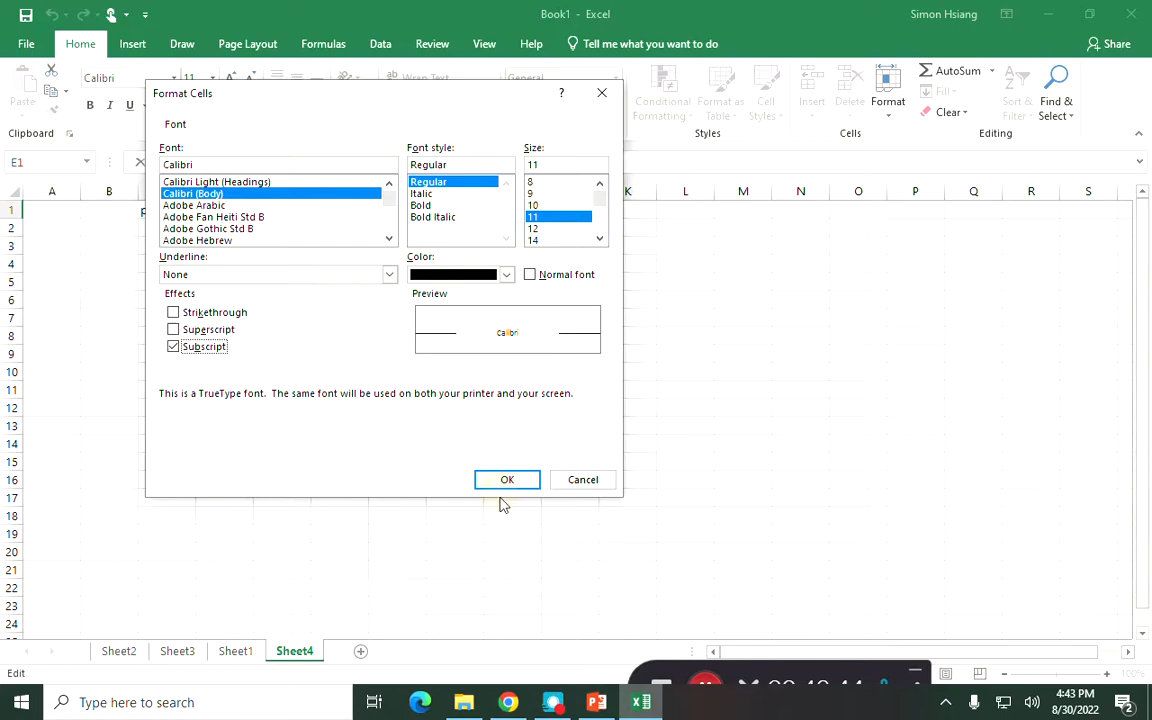 Book1 - Excel
Simon Hsiang
File Home Insert Draw Page Layout Formulas Data Review View Help Tell me what you want to do Share
Calibri 11 Wrap Text General
Paste B I U
Conditional Formatting Format as Table Cell Styles Insert Delete Format AutoSum Fill Clear Sort & Filter Find & Select
Clipboard Styles Cells Editing
E1
Format Cells ?
Font
Font: Font style: Size:
Calibri Regular 11
Calibri Light (Headings) Regular 8
Calibri (Body) Italic 9
Adobe Arabic Bold 10
Adobe Fan Heiti Std B Bold Italic 11
Adobe Gothic Std B 12
Adobe Hebrew 14
Underline: Color:
None Normal font
Effects Preview
Strikethrough
Superscript Calibri
Subscript
This is a TrueType font. The same font will be used on both your printer and your screen.
OK Cancel
A B K L M N O P Q R S
1
2
3
4
5
6
7
8
9
10
11
12
13
14
15
16
17
18
19
20
21
22
23
24
Sheet2 Sheet3 Sheet1 Sheet4
Edit 100%
Type here to search
4:43 PM
8/30/2022
2